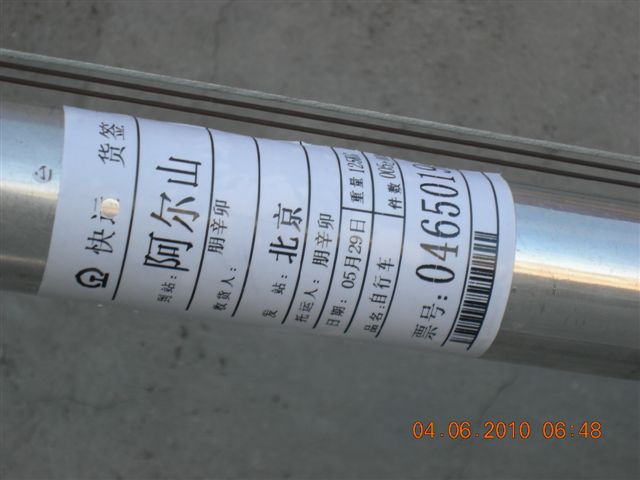 快运 货签
到站: 阿尔山
收货人: 朋辛卯
发 站: 北京
托运人: 朋辛卯
日期: 05月29日 重量
品名: 自行车 件数
票号: 0465019
04.06.2010 06:48